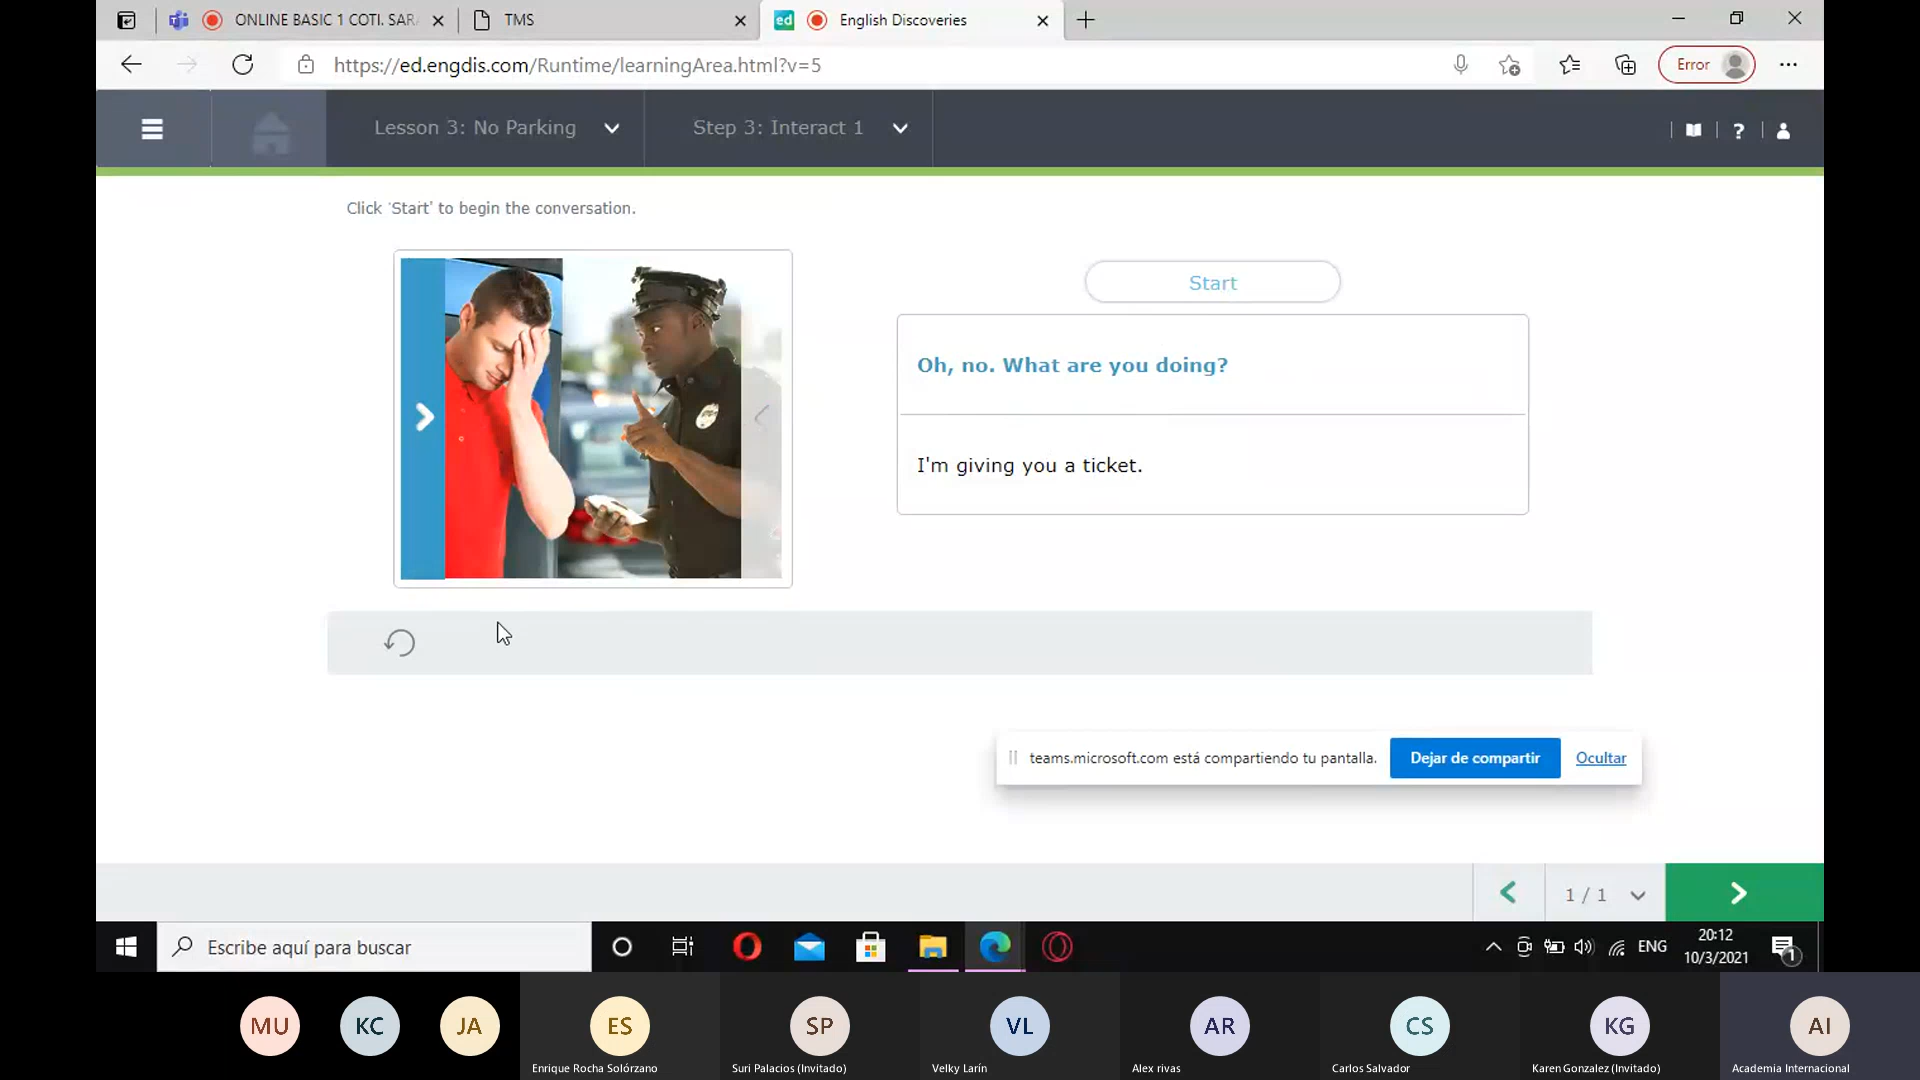 ONLINE BASIC 1 COTI. SAR
TMS
ed
English Discoveries
https://ed.engdis.com/Runtime/learningArea.html?v=5
Error
Lesson 3: No Parking
Step 3: Interact 1
?
Click 'Start' to begin the conversation.
Start
Oh, no. What are you doing?
I'm giving you a ticket.
teams.microsoft.com está compartiendo tu pantalla.
Dejar de compartir
Ocultar
1 / 1
Escribe aquí para buscar
ENG
20:12
10/3/2021
1
MU
KC
JA
ES
SP
VL
AR
CS
KG
AI
Enrique Rocha Solórzano
Suri Palacios (Invitado)
Velky Larín
Alex rivas
Carlos Salvador
Karen Gonzalez (Invitado)
Academia Internacional